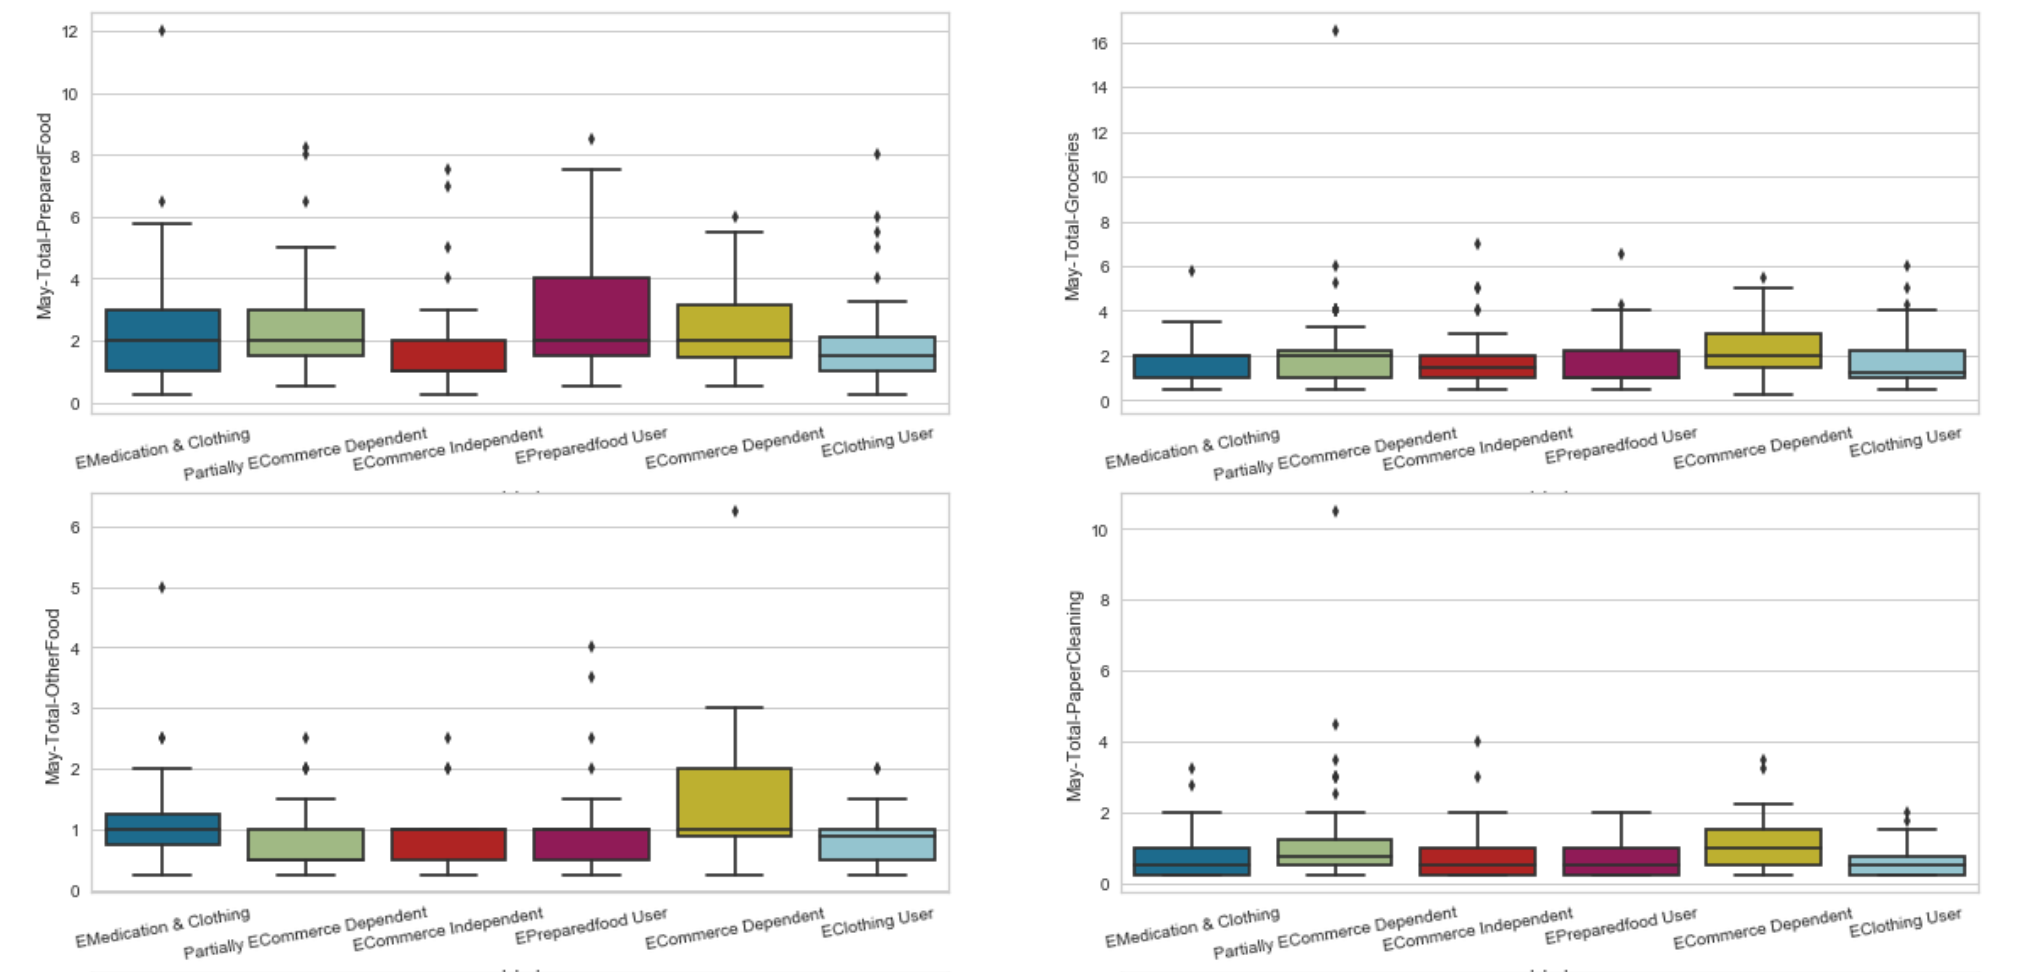 May-Total-PreparedFood
12
10
8
6
4
2
0
EMedication & Clothing
Partially ECommerce Dependent
ECommerce Independent
EPreparedfood User
ECommerce Dependent
EClothing User
May-Total-Groceries
16
14
12
10
8
6
4
2
0
EMedication & Clothing
Partially ECommerce Dependent
ECommerce Independent
EPreparedfood User
ECommerce Dependent
EClothing User
May-Total-OtherFood
6
5
4
3
2
1
0
EMedication & Clothing
Partially ECommerce Dependent
ECommerce Independent
EPreparedfood User
ECommerce Dependent
EClothing User
May-Total-PaperCleaning
10
8
6
4
2
0
EMedication & Clothing
Partially ECommerce Dependent
ECommerce Independent
EPreparedfood User
ECommerce Dependent
EClothing User